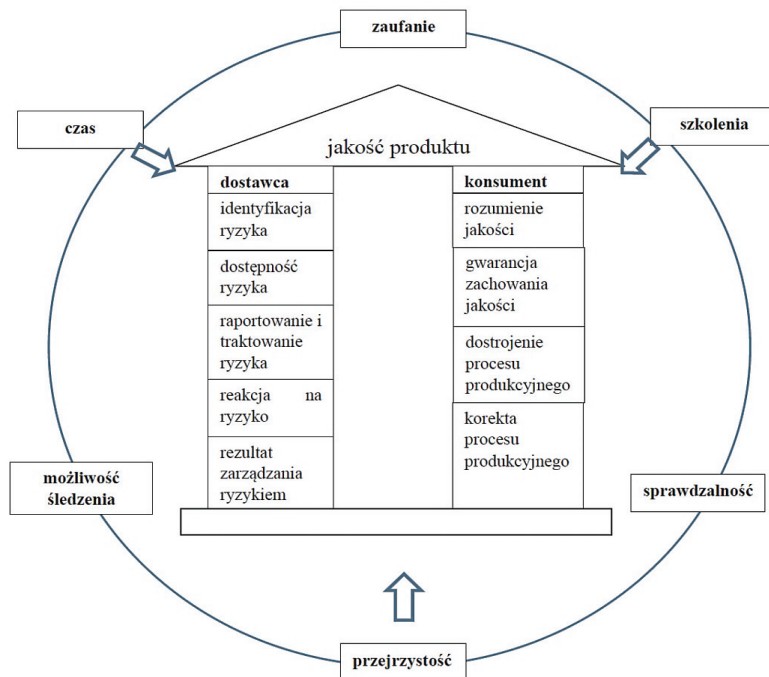 zaufanie
czas
szkolenia
jakość produktu
dostawca
identyfikacja
ryzyka
dostępność
ryzyka
raportowanie i
traktowanie
ryzyka
reakcja na
ryzyko
rezultat
zarządzania
ryzykiem
konsument
rozumienie
jakości
gwarancja
zachowania
jakości
dostrojenie
procesu
produkcyjnego
korekta
procesu
produkcyjnego
możliwość
śledzenia
sprawdzalność
przejrzystość